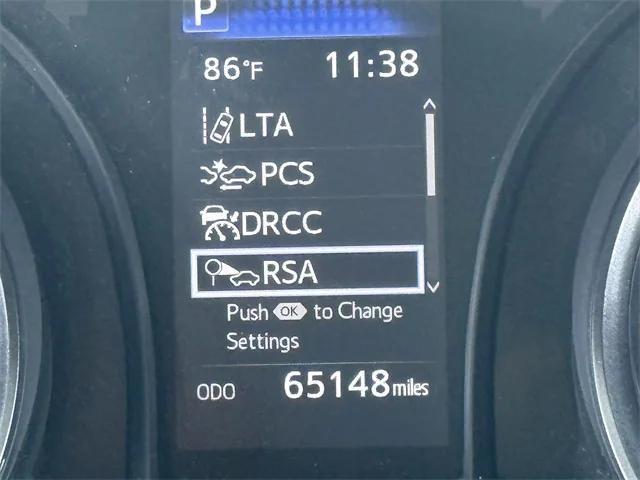 P
86°F 11:38
LTA
PCS
DRCC
RSA
Push OK to Change
Settings
ODO 65148 miles